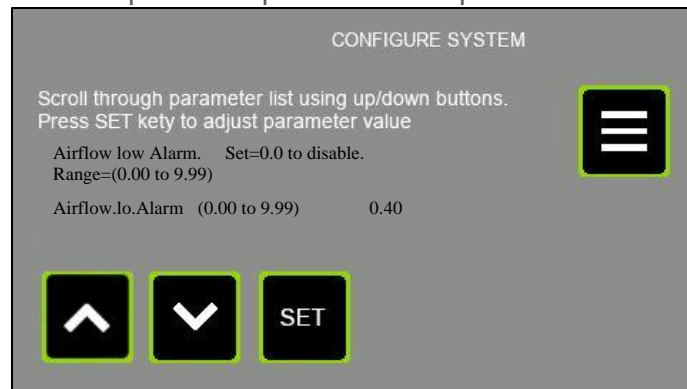 CONFIGURE SYSTEM
Scroll through parameter list using up/down buttons.
Press SET kety to adjust parameter value
Airflow low Alarm. Set=0.0 to disable.
Range=(0.00 to 9.99)
Airflow.lo.Alarm (0.00 to 9.99) 0.40
SET